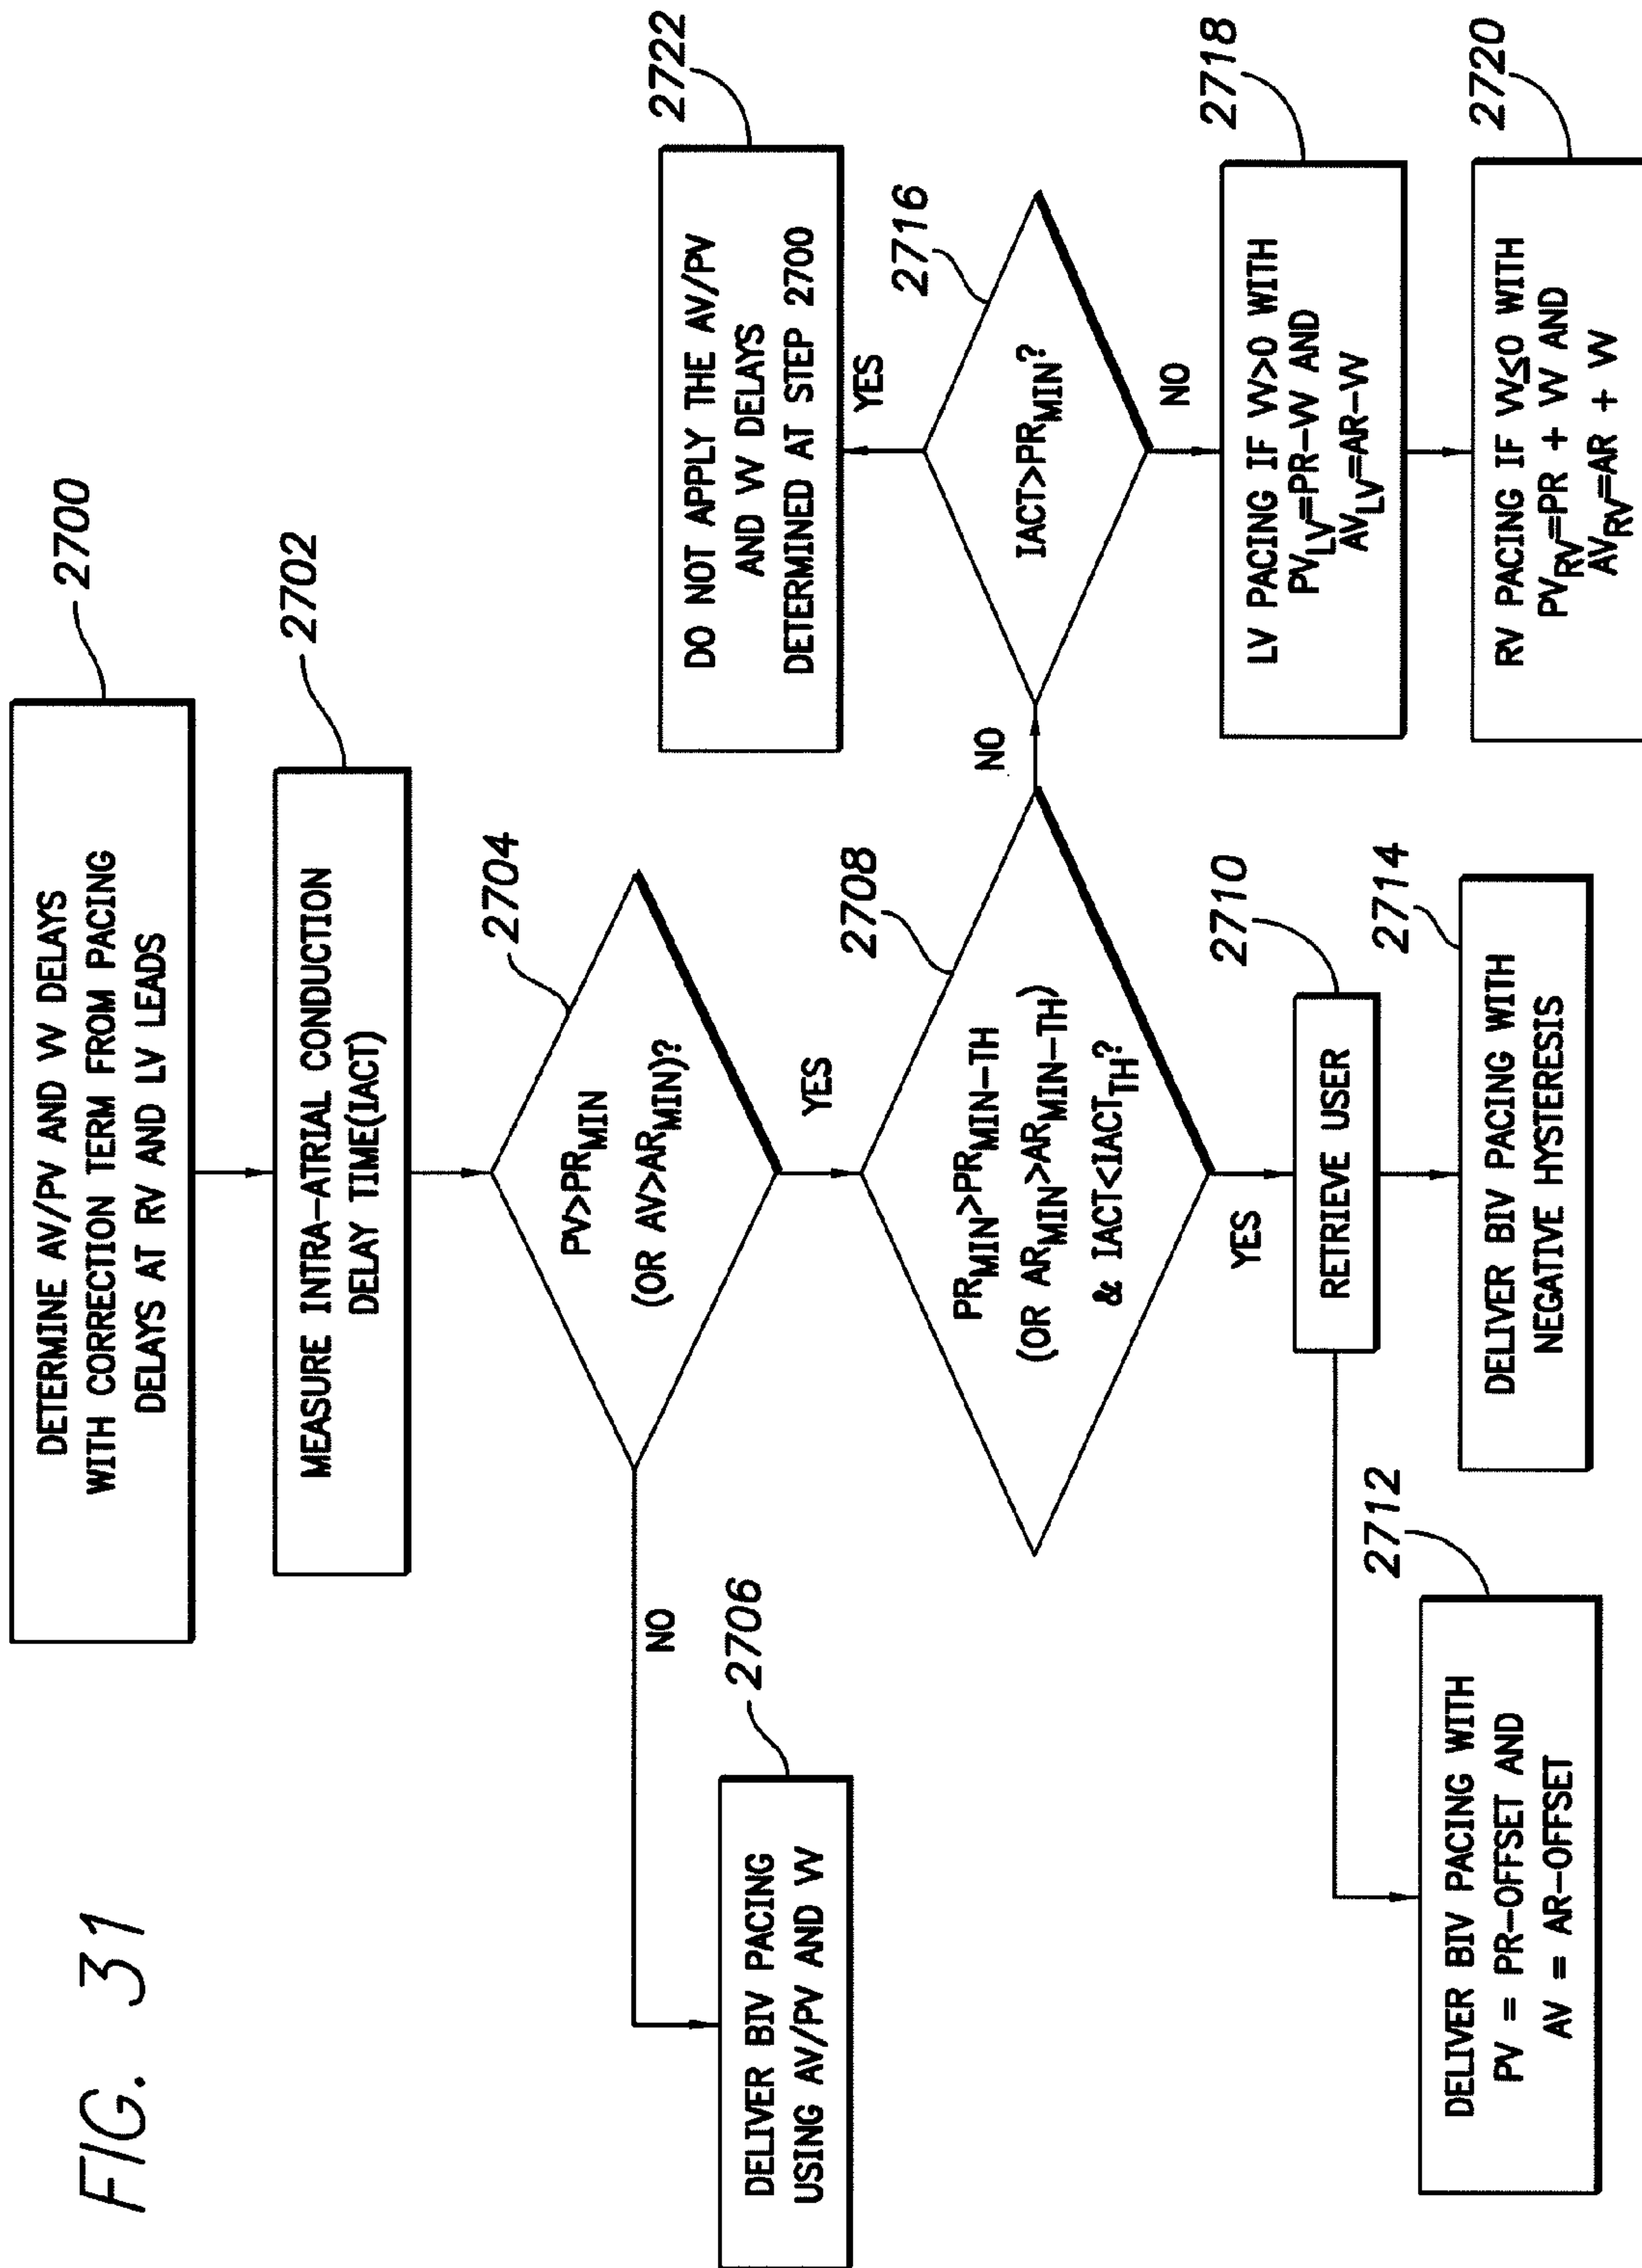 FIG. 31
DETERMINE AV/PV AND VV DELAYS
WITH CORRECTION TERM FROM PACING
DELAYS AT RV AND LV LEADS
2700
MEASURE INTRA-ATRIAL CONDUCTION
DELAY TIME(IACT)
2702
PV>PRMIN
(OR AV>ARMIN)?
2704
NO
YES
DELIVER BIV PACING
USING AV/PV AND VV
2706
PRMIN>PRMIN-TH
(OR ARMIN>ARMIN-TH)
& IACT<IACTTH?
2708
NO
YES
RETRIEVE USER
2710
DELIVER BIV PACING WITH
PV = PR-OFFSET AND
AV = AR-OFFSET
2712
DELIVER BIV PACING WITH
NEGATIVE HYSTERESIS
2714
IACT>PRMIN?
2716
YES
NO
DO NOT APPLY THE AV/PV
AND VV DELAYS
DETERMINED AT STEP 2700
2722
LV PACING IF VV>0 WITH
PVLV=PR-VV AND
AVLV=AR-VV
2718
RV PACING IF VV≤0 WITH
PVRV=PR + VV AND
AVRV=AR + VV
2720